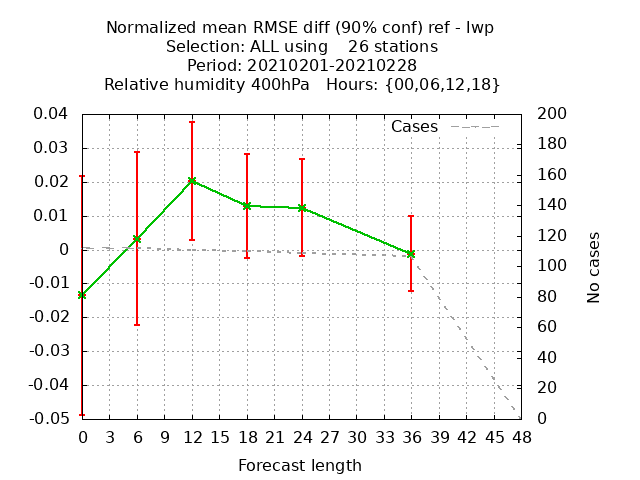 Normalized mean RMSE diff (90% conf) ref - lwp
Selection: ALL using    26 stations
Period: 20210201-20210228
Relative humidity 400hPa   Hours: {00,06,12,18}
Cases
0.04
0.03
0.02
0.01
0
-0.01
-0.02
-0.03
-0.04
-0.05
200
180
160
140
120
100
80
60
40
20
0
No cases
0 3 6 9 12 15 18 21 24 27 30 33 36 39 42 45 48
Forecast length